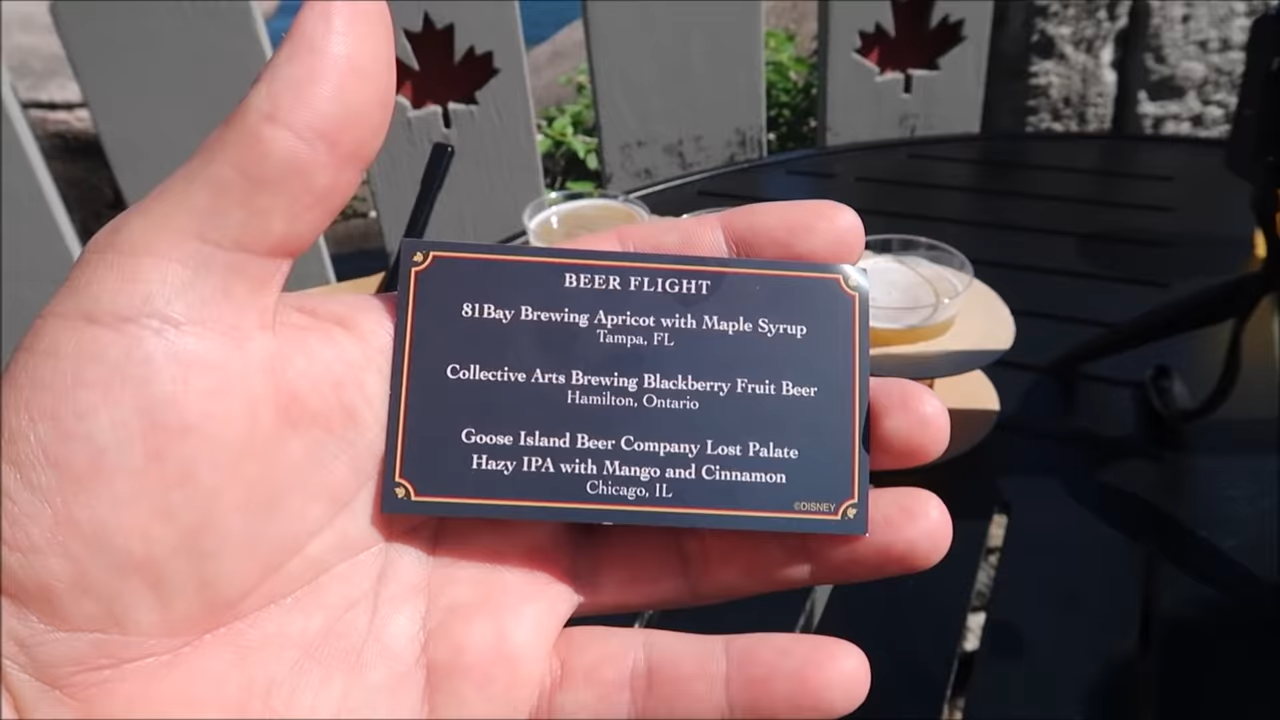 BEER FLIGHT
81Bay Brewing Apricot with Maple Syrup
Tampa, FL
Collective Arts Brewing Blackberry Fruit Beer
Hamilton, Ontario
Goose Island Beer Company Lost Palate
Hazy IPA with Mango and Cinnamon
Chicago, IL
©DISNEY